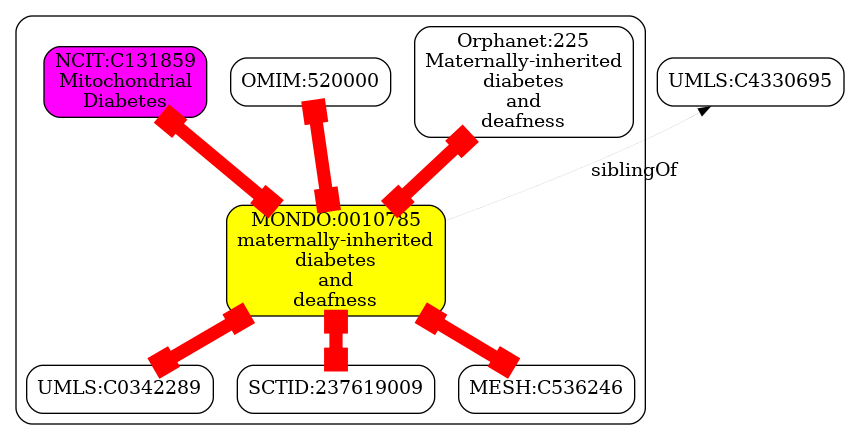 NCIT:C131859
Mitochondrial
Diabetes
OMIM:520000
Orphanet:225
Maternally-inherited
diabetes
and
deafness
UMLS:C4330695
siblingOf
MONDO:0010785
maternally-inherited
diabetes
and
deafness
UMLS:C0342289
SCTID:237619009
MESH:C536246